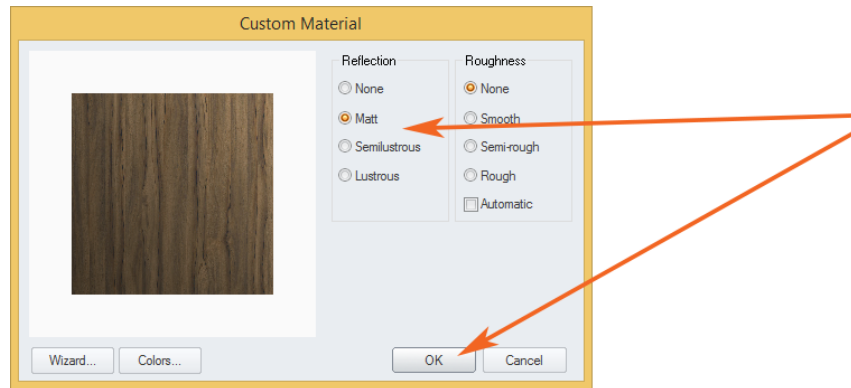 Custom Material
Reflection
None
Matt
Semilustrous
Lustrous
Roughness
None
Smooth
Semi-rough
Rough
Automatic
Wizard...
Colors...
OK
Cancel